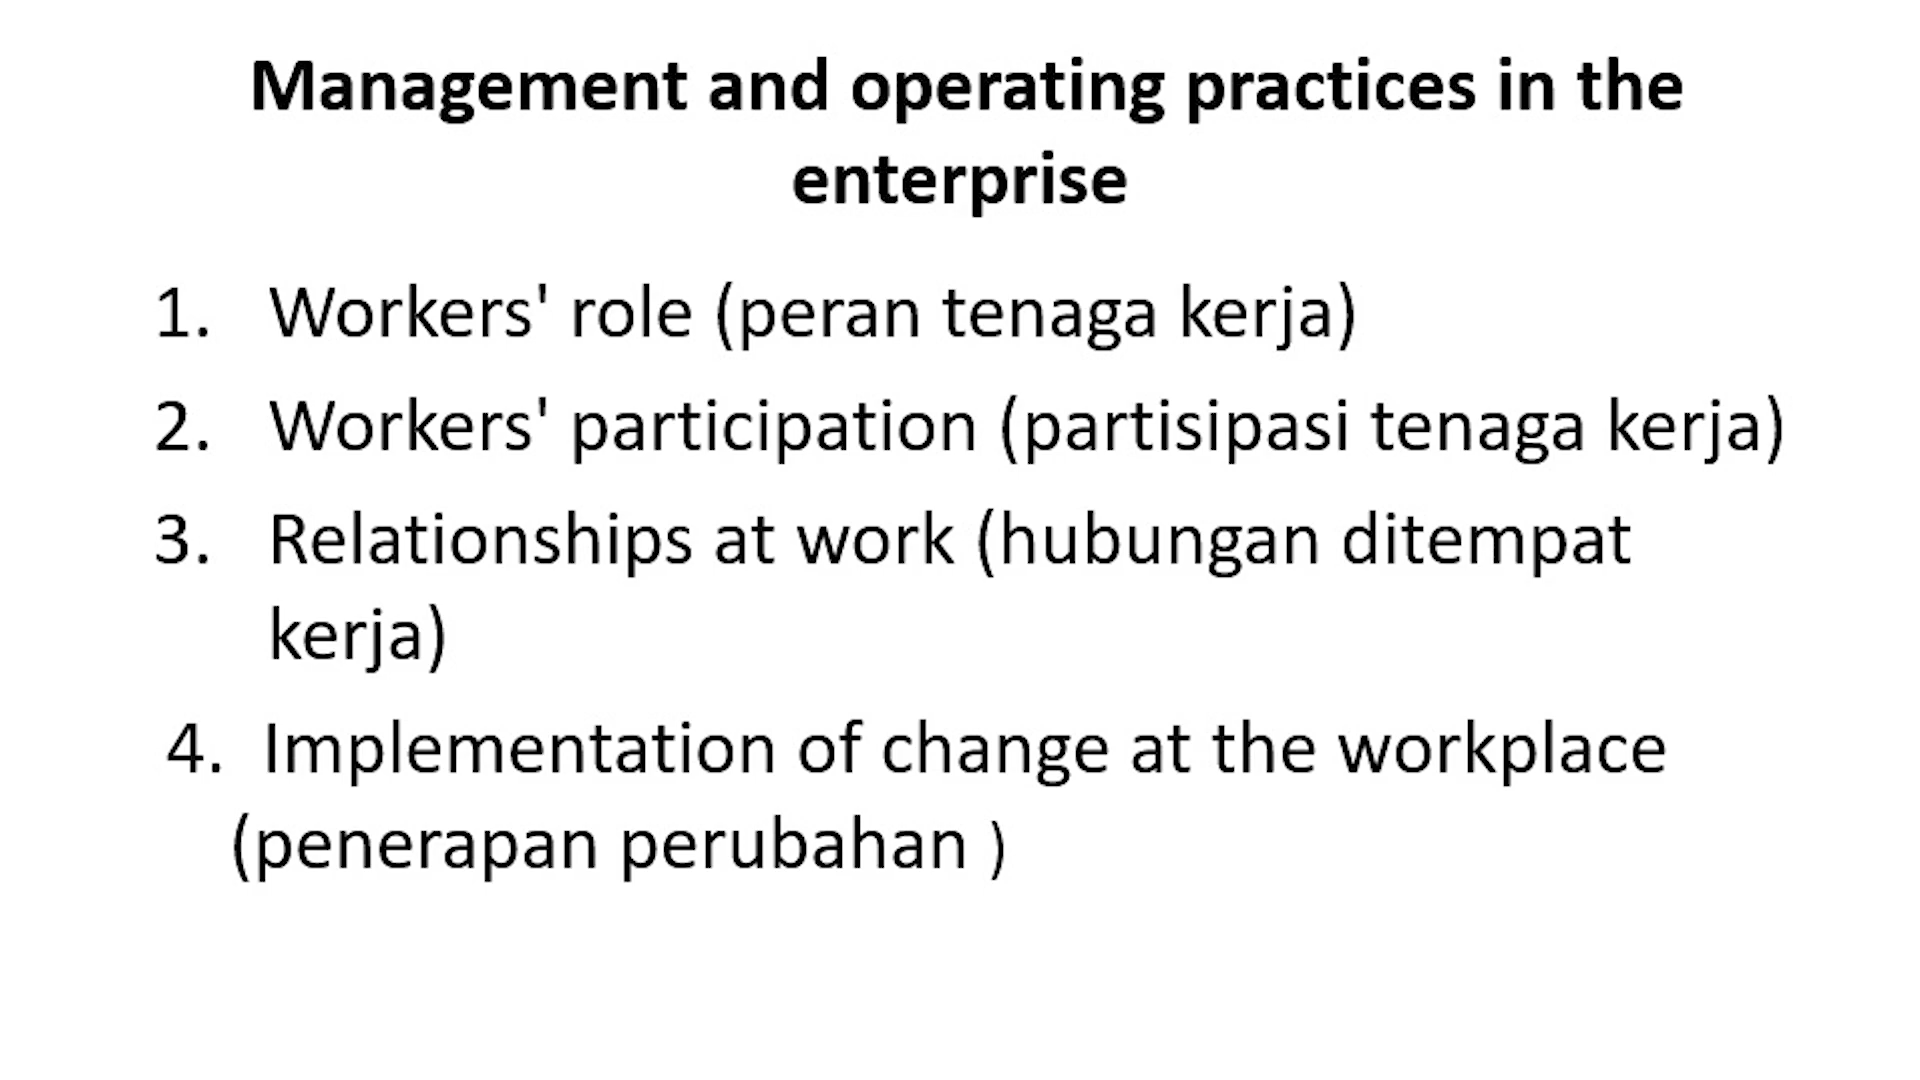 Management and operating practices in the
enterprise
1. Workers' role (peran tenaga kerja)
2. Workers' participation (partisipasi tenaga kerja)
3. Relationships at work (hubungan ditempat
kerja)
4. Implementation of change at the workplace
(penerapan perubahan )